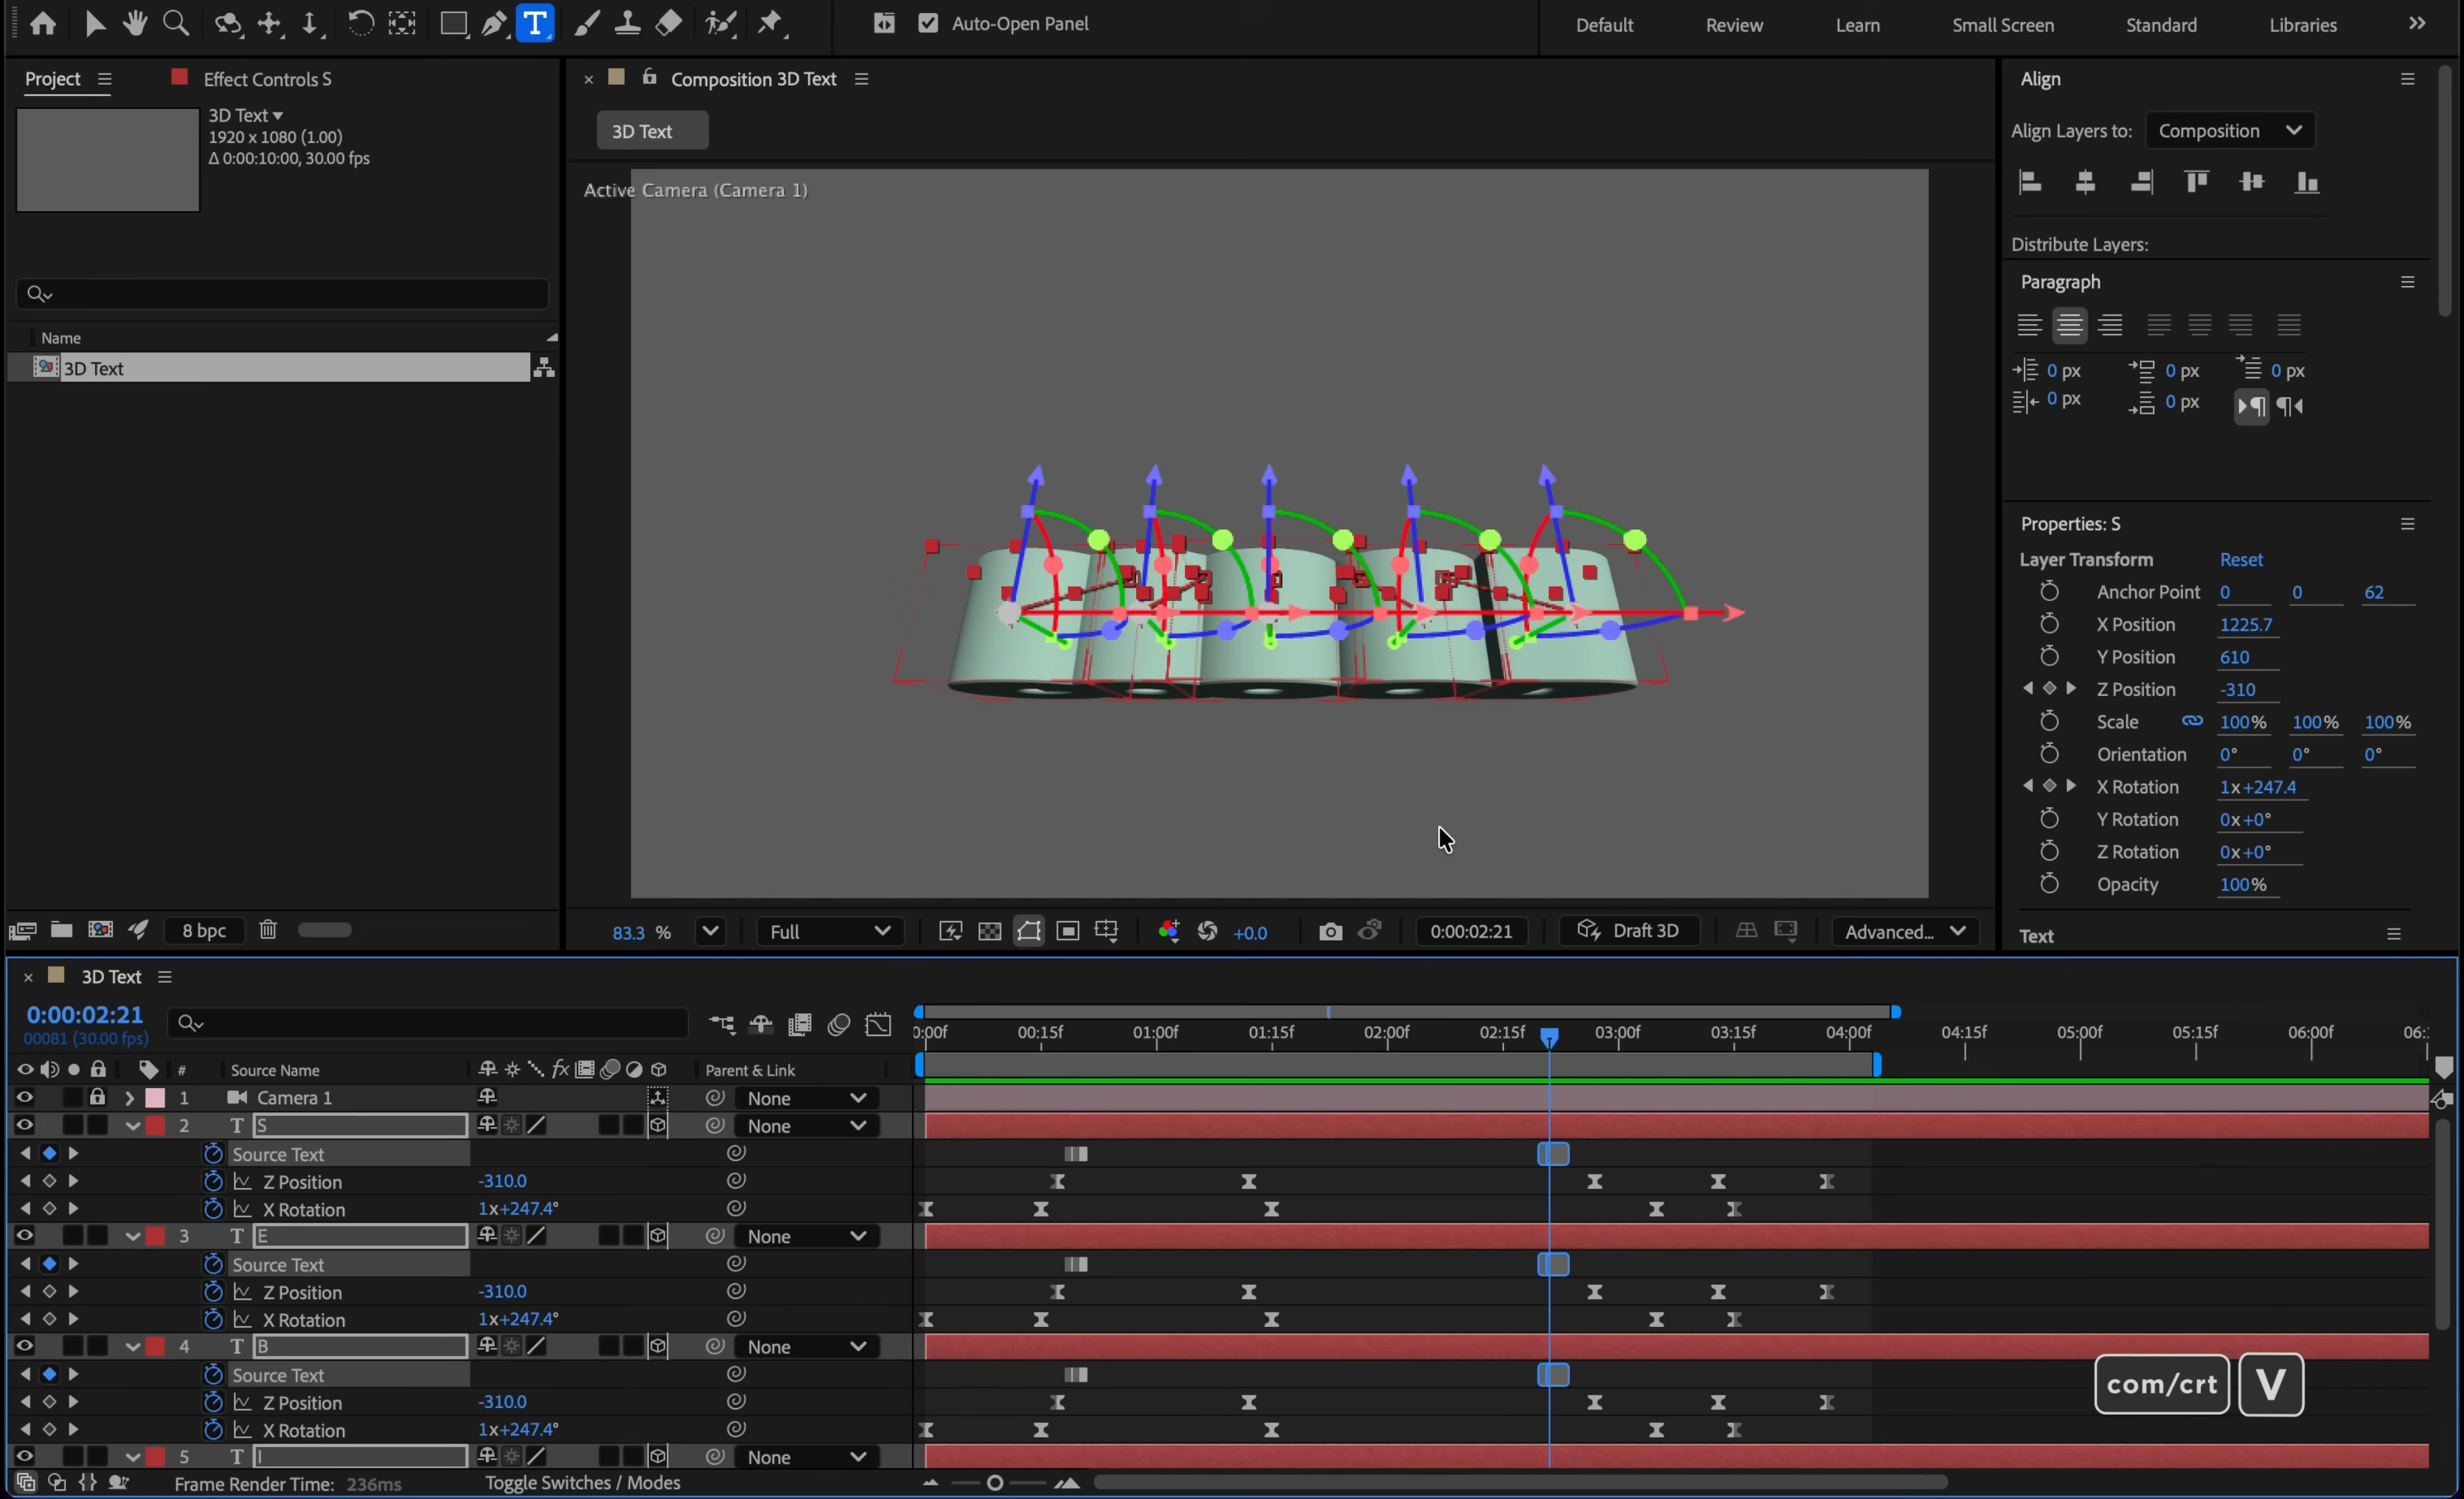 T
Auto-Open Panel
Default
Review
Learn
Small Screen
Standard
Libraries
Project
Effect Controls S
3D Text
1920 x 1080 (1.00)
Δ 0:00:10:00, 30.00 fps
Name
3D Text
8 bpc
Composition 3D Text
3D Text
Active Camera (Camera 1)
83.3 %
Full
+0.0
0:00:02:21
Draft 3D
Advanced...
Align
Align Layers to:
Composition
Distribute Layers:
Paragraph
0 px
0 px
0 px
0 px
0 px
Properties: S
Layer Transform
Reset
Anchor Point
0
0
62
X Position
1225.7
Y Position
610
Z Position
-310
Scale
100%
100%
100%
Orientation
0°
0°
0°
X Rotation
1x+247.4
Y Rotation
0x+0°
Z Rotation
0x+0°
Opacity
100%
Text
3D Text
0:00:02:21
00081 (30.00 fps)
#
Source Name
fx
Parent & Link
:00f
00:15f
01:00f
01:15f
02:00f
02:15f
03:00f
03:15f
04:00f
04:15f
05:00f
05:15f
06:00f
06:
1
Camera 1
None
2
T
S
None
Source Text
Z Position
-310.0
X Rotation
1x+247.4°
3
T
E
None
Source Text
Z Position
-310.0
X Rotation
1x+247.4°
4
T
B
None
Source Text
Z Position
-310.0
X Rotation
1x+247.4°
5
T
I
None
com/crt
V
Frame Render Time: 236ms
Toggle Switches / Modes